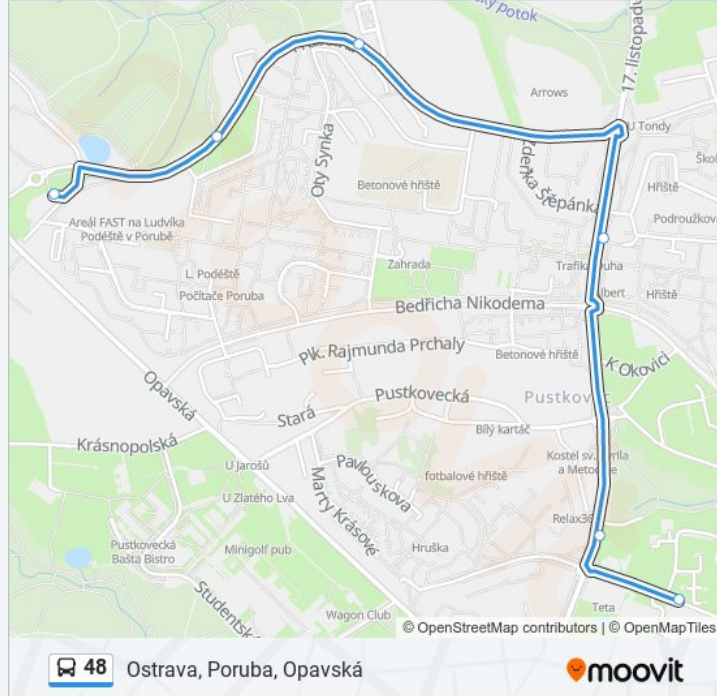 ký potok
17. listopadu
Arrows
U Tondy
Oty Synka
Škol
Betonové hřiště
Zdenka Štěpánka
Hřiště
Podroužkova
Areál FAST na Ludvíka
Podéště v Porubě
L. Podéště
Počítače Poruba
Zahrada
Trafika Duha
Albert
Hřiště
Bedřicha Nikodema
Plk. Rajmunda Prchaly
Betonové hřiště
K Okovici
Opavská
Pustkovecká
Pustkovec
Stará
Bílý kartáč
Krásnopolská
U Jarošů
Pavlouskova
Kostel sv. Cyrila
a Metoděje
fotbalové hřiště
U Zlatého Lva
Marty Krásové
Relax36
Pustkovecká
Bašta Bistro
Minigolf pub
Hruška
Studentská
Wagon Club
Teta
© OpenStreetMap contributors | © OpenMapTiles
48 Ostrava, Poruba, Opavská
moovit